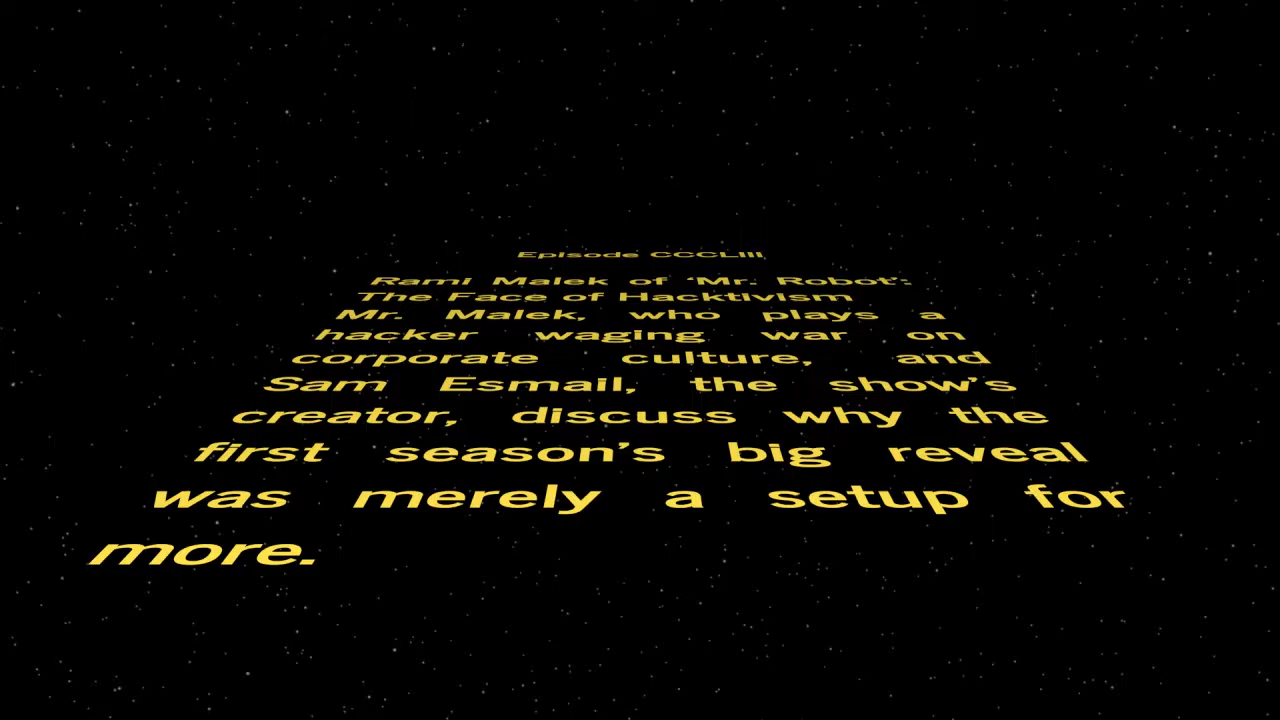 Episode CCCLIII
Rami Malek of ‘Mr. Robot’:
The Face of Hacktivism
Mr. Malek, who plays a
hacker waging war on
corporate culture, and
Sam Esmail, the show’s
creator, discuss why the
first season’s big reveal
was merely a setup for
more.